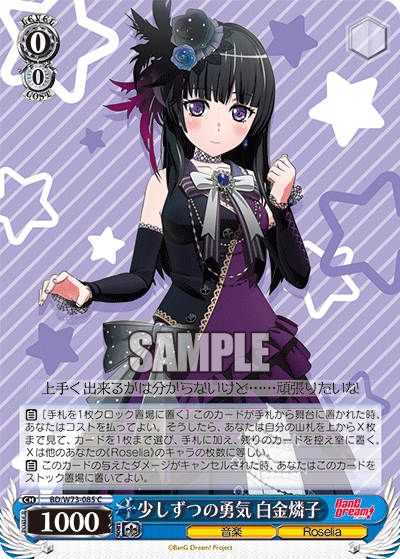 LEVEL
0
0
COST
SAMPLE
上手く出来るかは分からないけど……頑張りたいな
自 [手札を1枚クロック置場に置く] このカードが手札から舞台に置かれた時、
あなたはコストを払ってよい。そうしたら、あなたは自分の山札を上からX枚
まで見て、カードを1枚まで選び、手札に加え、残りのカードを控え室に置く。
Xは他のあなたの《Roselia》のキャラの枚数に等しい。
自 このカードの与えたダメージがキャンセルされた時、あなたはこのカードを
ストック置場に置いてよい。
CH
BD/W73-085 C
1000
少しずつの勇気 白金燐子
BanG Dream!
音楽
Roselia
©BanG Dream! Project